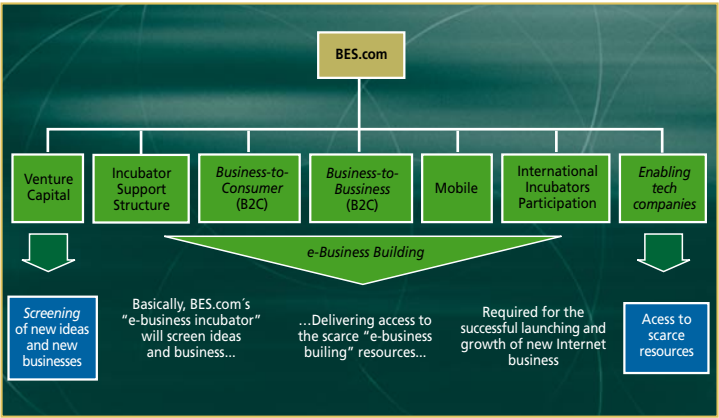 BES.com
Venture
Capital
Incubator
Support
Structure
Business-to-
Consumer
(B2C)
Business-to-
Bussiness
(B2C)
Mobile
International
Incubators
Participation
Enabling
tech
companies
e-Business Building
Screening
of new ideas
and new
businesses
Basically, BES.com´s
“e-business incubator”
will screen ideas
and business...
...Delivering access to
the scarce “e-business
builing” resources...
Required for the
successful launching and
growth of new Internet
business
Acess to
scarce
resources